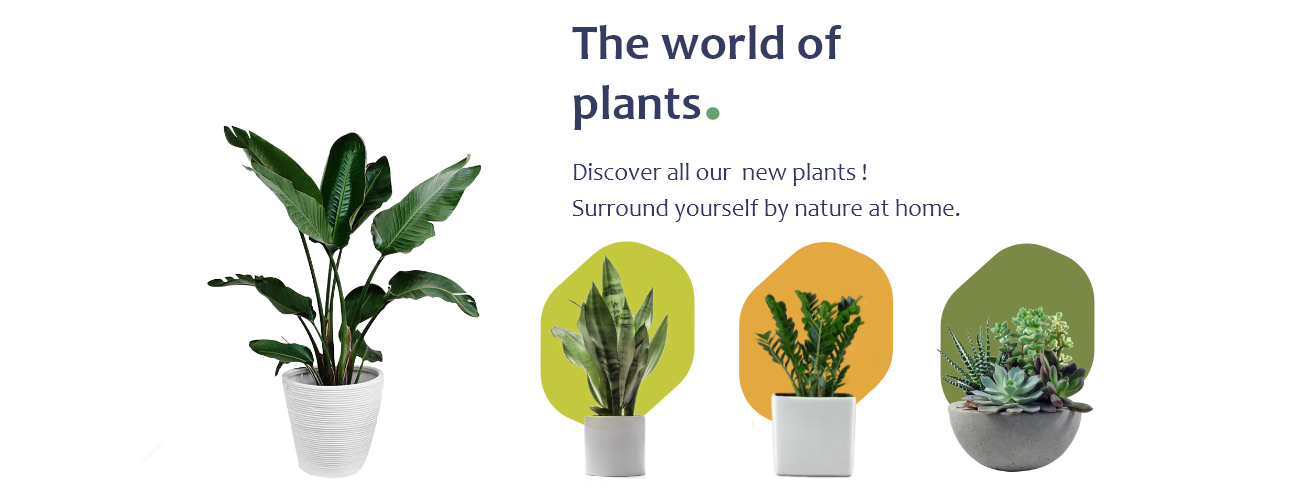 The world of
plants.
Discover all our  new plants !
Surround yourself by nature at home.